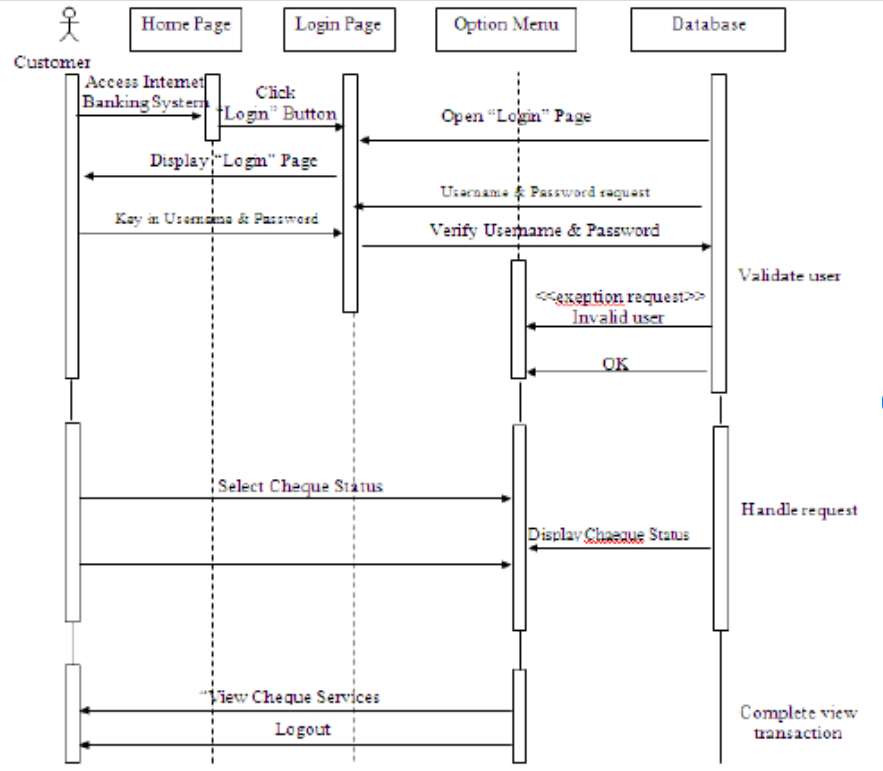 Home Page
Login Page
Option Menu
Database
Customer
Access Internet
Banking System
Click
"Login" Button
Open "Login" Page
Display "Login" Page
Username & Password request
Key in Username & Password
Verify Username & Password
Validate user
<<exeption request>>
Invalid user
OK
Select Cheque Status
Handle request
Display Chaeque Status
"View Cheque Services
Logout
Complete view
transaction